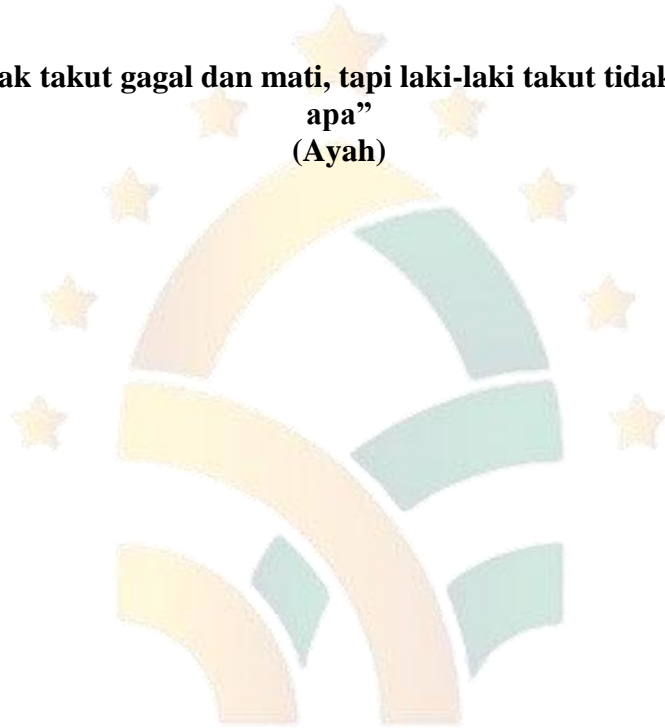 ak takut gagal dan mati, tapi laki-laki takut tidak
apa”
(Ayah)